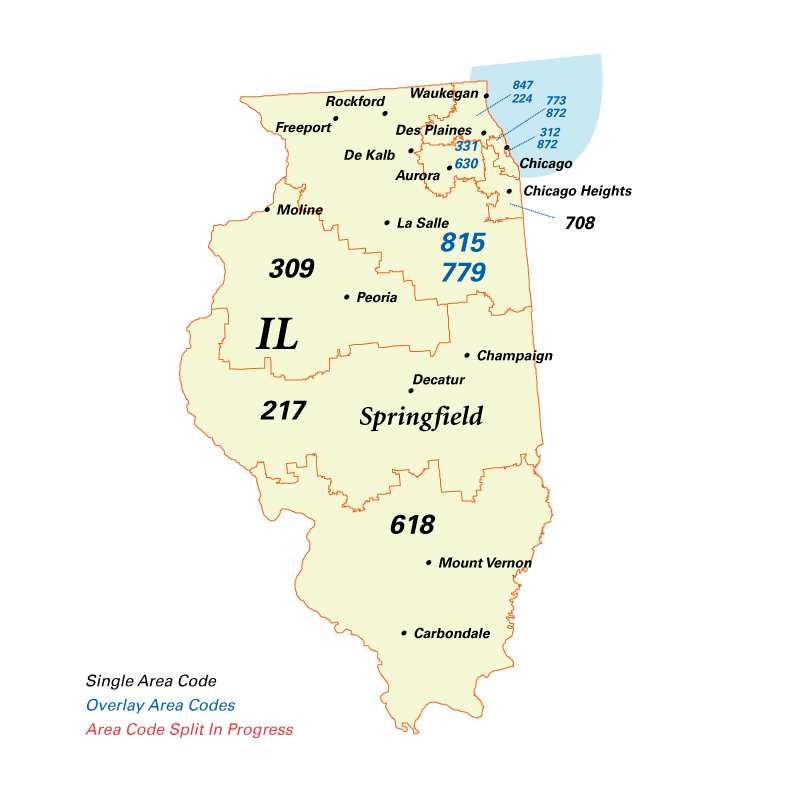 Waukegan
847
224
Rockford
773
872
Freeport
Des Plaines
312
872
331
De Kalb
630
Chicago
Aurora
Chicago Heights
Moline
La Salle
708
815
779
309
Peoria
IL
Champaign
Decatur
217
Springfield
618
Mount Vernon
Carbondale
Single Area Code
Overlay Area Codes
Area Code Split In Progress